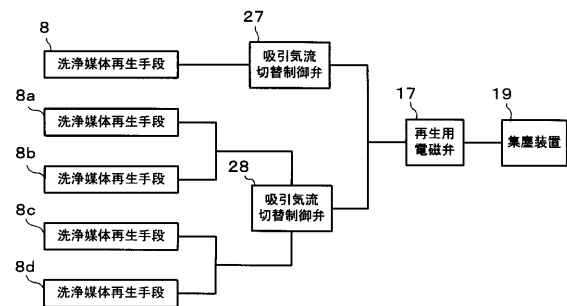 8
洗浄媒体再生手段
27
吸引気流
切替制御弁
8a
洗浄媒体再生手段
8b
洗浄媒体再生手段
28
吸引気流
切替制御弁
8c
洗浄媒体再生手段
8d
洗浄媒体再生手段
17
再生用
電磁弁
19
集塵装置